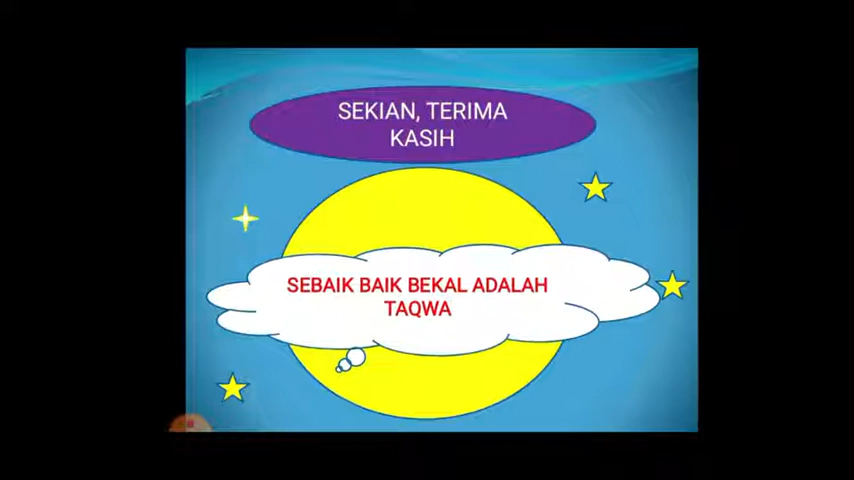 SEKIAN, TERIMA
KASIH
SEBAIK BAIK BEKAL ADALAH
TAQWA